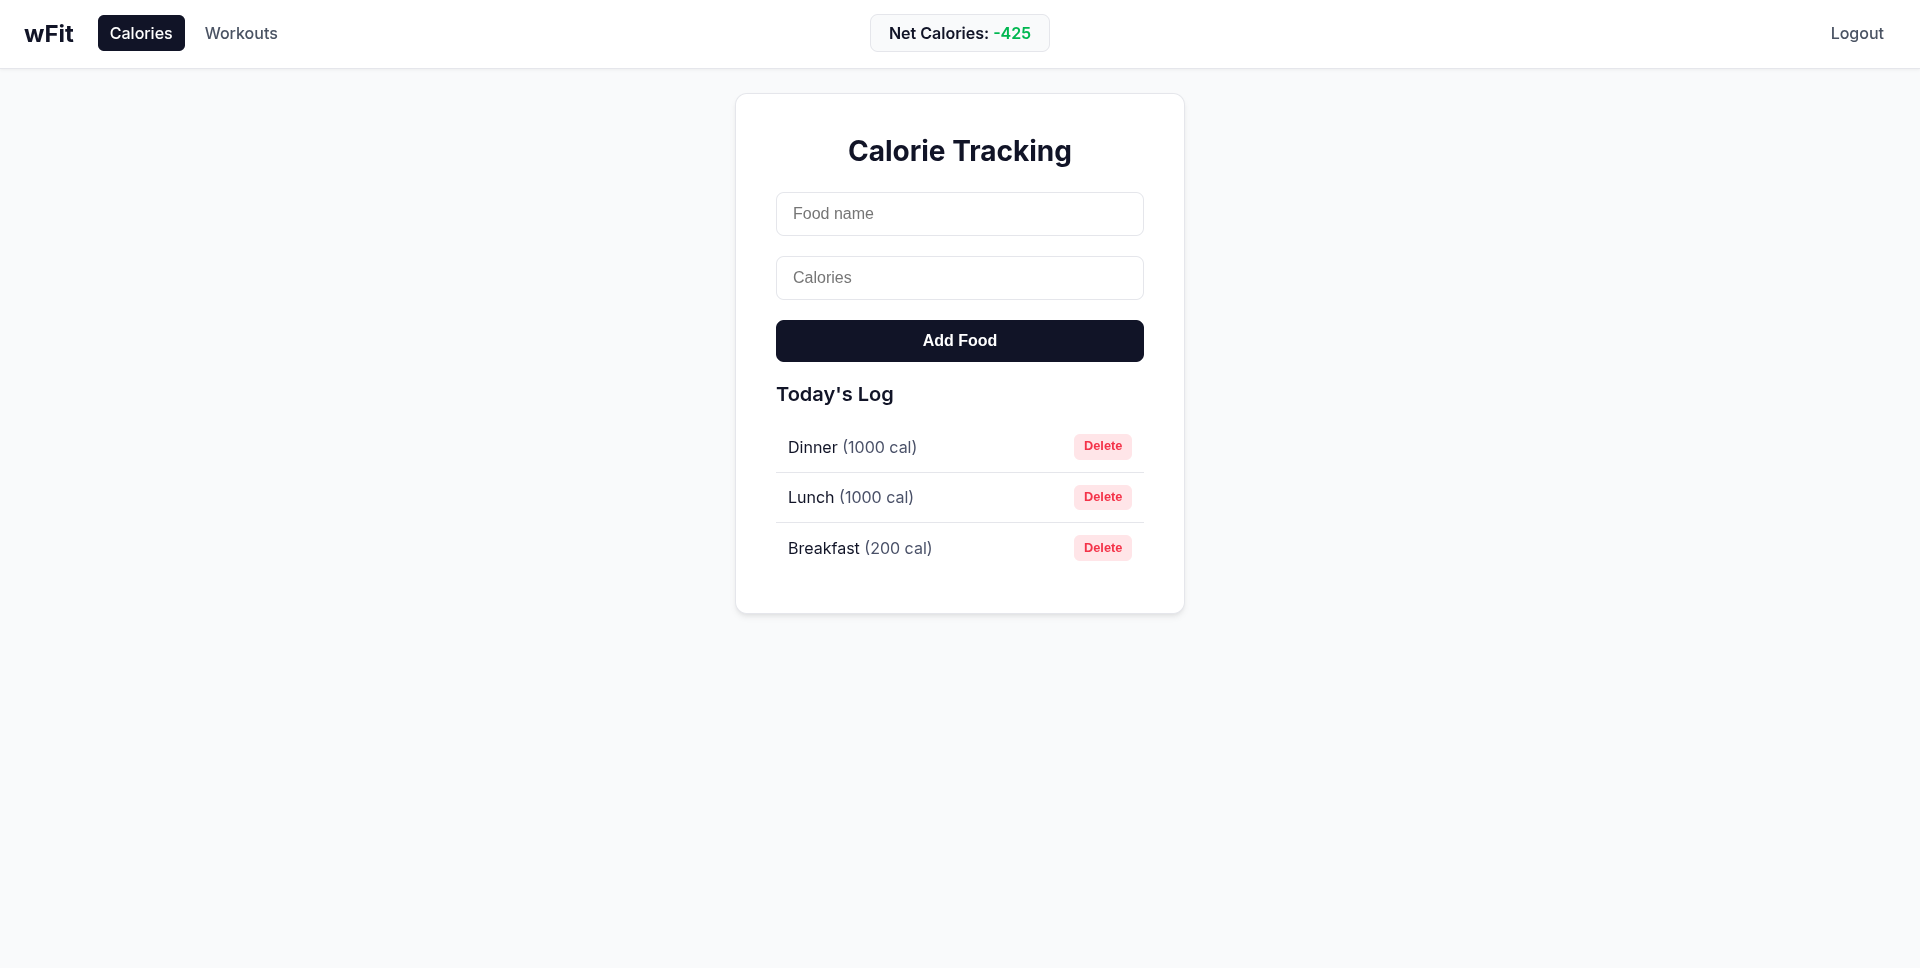 wFit
Calories
Workouts
Net Calories: -425
Logout
Calorie Tracking
Food name
Calories
Add Food
Today's Log
Dinner (1000 cal)
Delete
Lunch (1000 cal)
Delete
Breakfast (200 cal)
Delete